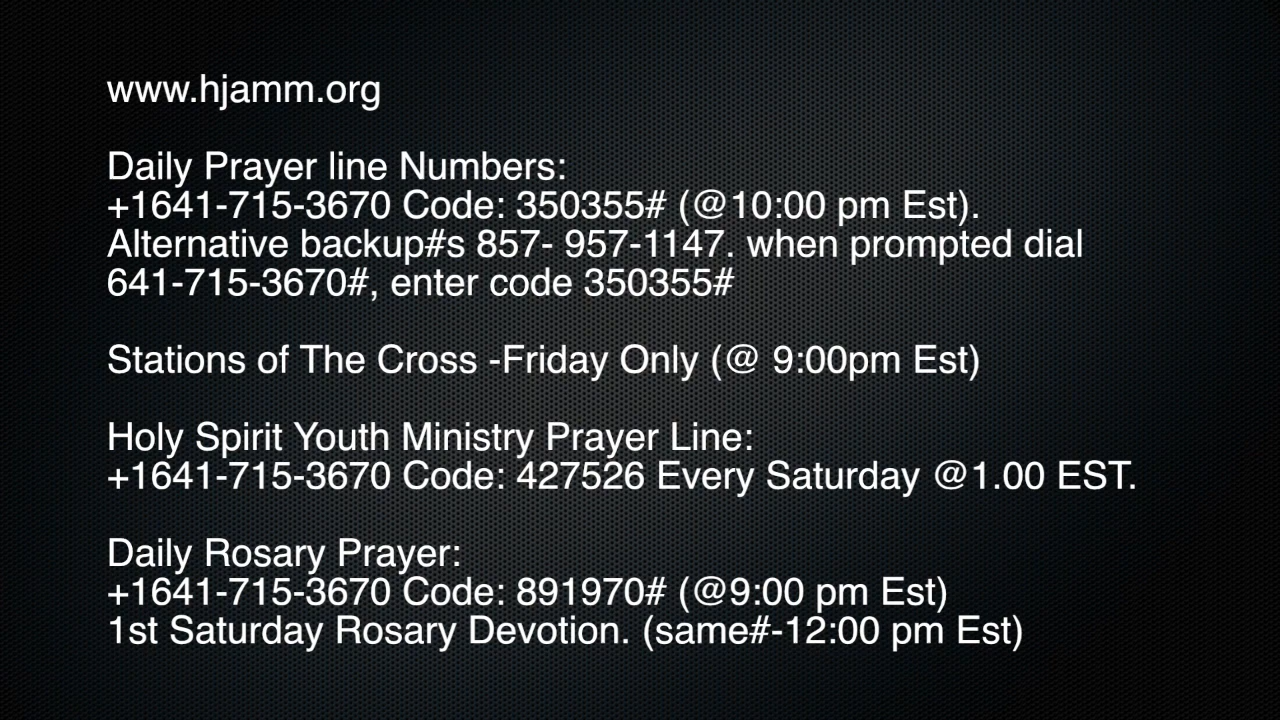 www.hjamm.org
Daily Prayer line Numbers:
+1641-715-3670 Code: 350355# (@10:00 pm Est).
Alternative backup#s 857- 957-1147. when prompted dial
641-715-3670#, enter code 350355#
Stations of The Cross -Friday Only (@ 9:00pm Est)
Holy Spirit Youth Ministry Prayer Line:
+1641-715-3670 Code: 427526 Every Saturday @1.00 EST.
Daily Rosary Prayer:
+1641-715-3670 Code: 891970# (@9:00 pm Est)
1st Saturday Rosary Devotion. (same#-12:00 pm Est)